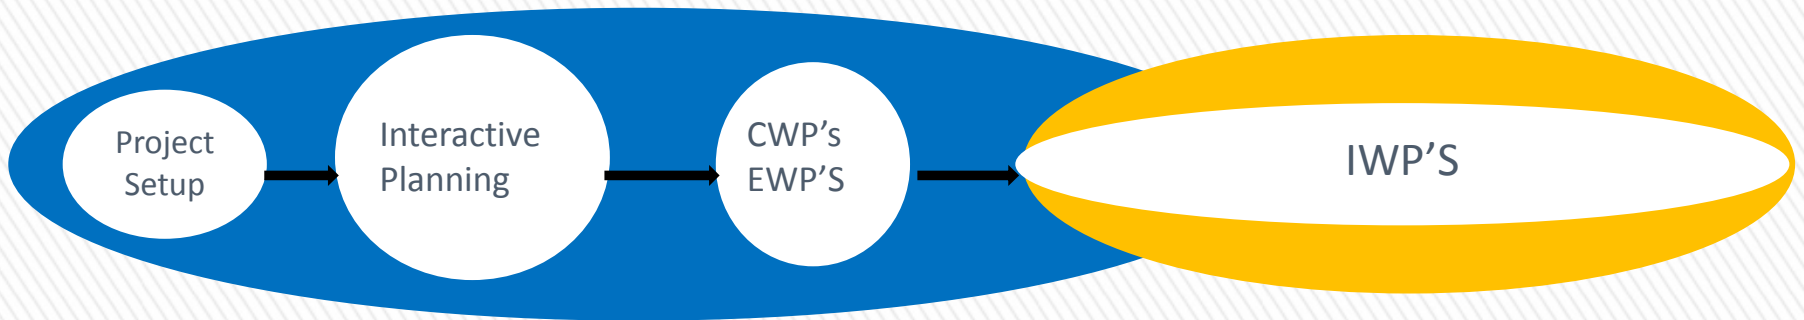 Project
Setup
Interactive
Planning
CWP’s
EWP’S
IWP’S